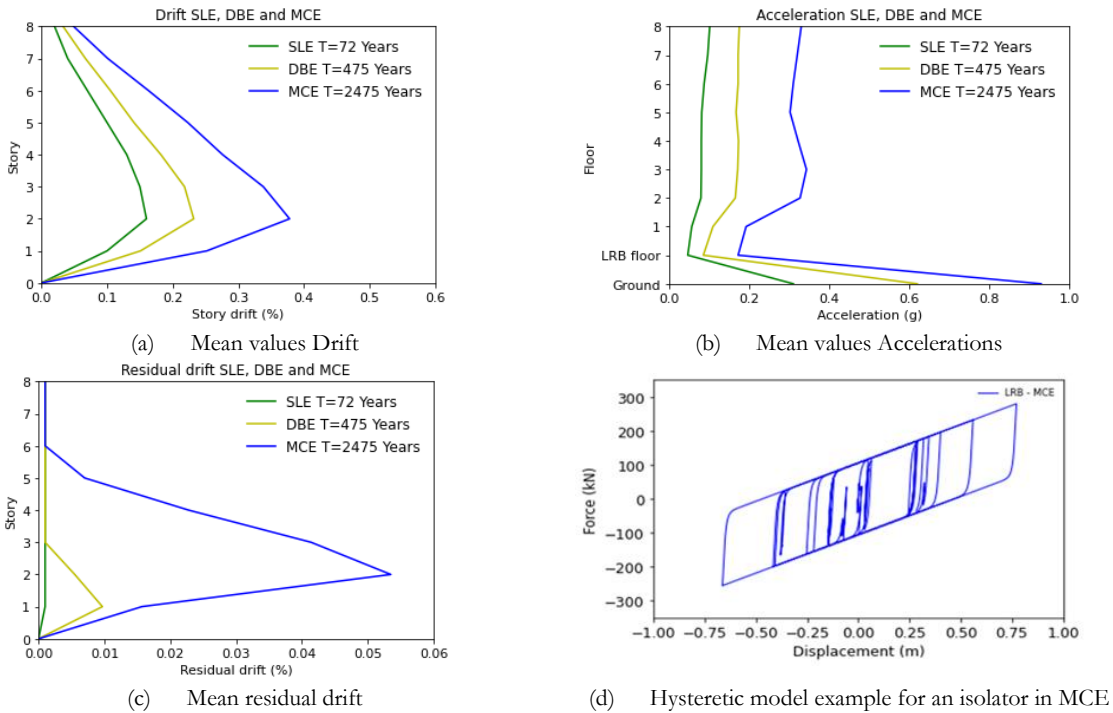 Drift SLE, DBE and MCE
8
7
6
5
4
3
2
1
0
Story
SLE T=72 Years
DBE T=475 Years
MCE T=2475 Years
0.0 0.1 0.2 0.3 0.4 0.5 0.6
Story drift (%)
(a) Mean values Drift
Acceleration SLE, DBE and MCE
8
7
6
5
4
3
2
1
LRB floor
Ground
Floor
SLE T=72 Years
DBE T=475 Years
MCE T=2475 Years
0.0 0.2 0.4 0.6 0.8 1.0
Acceleration (g)
(b) Mean values Accelerations
Residual drift SLE, DBE and MCE
8
7
6
5
4
3
2
1
0
Story
SLE T=72 Years
DBE T=475 Years
MCE T=2475 Years
0.00 0.01 0.02 0.03 0.04 0.05 0.06
Residual drift (%)
(c) Mean residual drift
300
200
100
0
−100
−200
−300
Force (kN)
LRB - MCE
−1.00 −0.75 −0.50 −0.25 0.00 0.25 0.50 0.75 1.00
Displacement (m)
(d) Hysteretic model example for an isolator in MCE